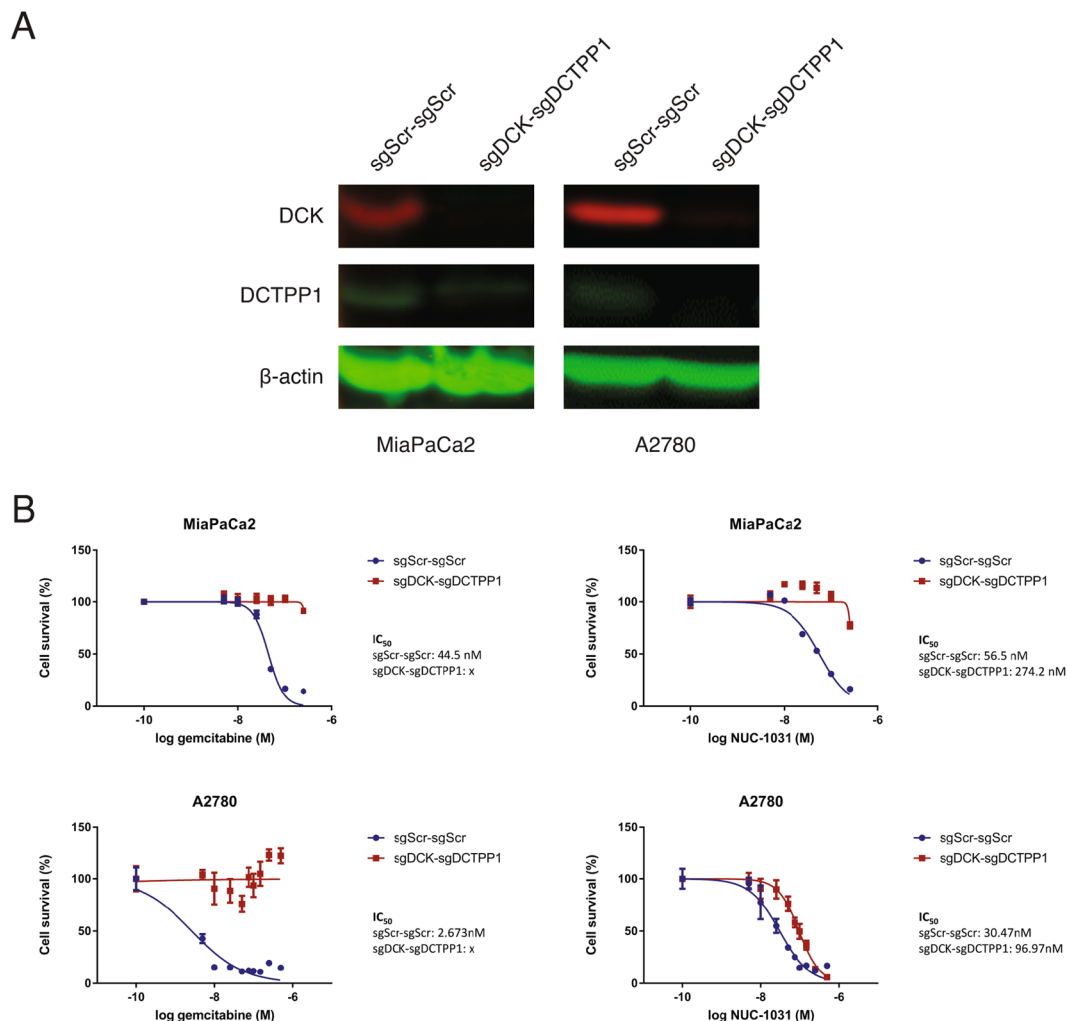 A
sgScr-sgScr
sgDCK-sgDCTPP1
sgScr-sgScr
sgDCK-sgDCTPP1
DCK
DCTPP1
β-actin
MiaPaCa2
A2780
B
MiaPaCa2
150
100
50
0
Cell survival (%)
-10
-8
-6
log gemcitabine (M)
sgScr-sgScr
sgDCK-sgDCTPP1
IC50
sgScr-sgScr: 44.5 nM
sgDCK-sgDCTPP1: x
MiaPaCa2
150
100
50
0
Cell survival (%)
-10
-8
-6
log NUC-1031 (M)
sgScr-sgScr
sgDCK-sgDCTPP1
IC50
sgScr-sgScr: 56.5 nM
sgDCK-sgDCTPP1: 274.2 nM
A2780
150
100
50
0
Cell survival (%)
-10
-8
-6
log gemcitabine (M)
sgScr-sgScr
sgDCK-sgDCTPP1
IC50
sgScr-sgScr: 2.673nM
sgDCK-sgDCTPP1: x
A2780
150
100
50
0
Cell survival (%)
-10
-8
-6
log NUC-1031 (M)
sgScr-sgScr
sgDCK-sgDCTPP1
IC50
sgScr-sgScr: 30.47nM
sgDCK-sgDCTPP1: 96.97nM